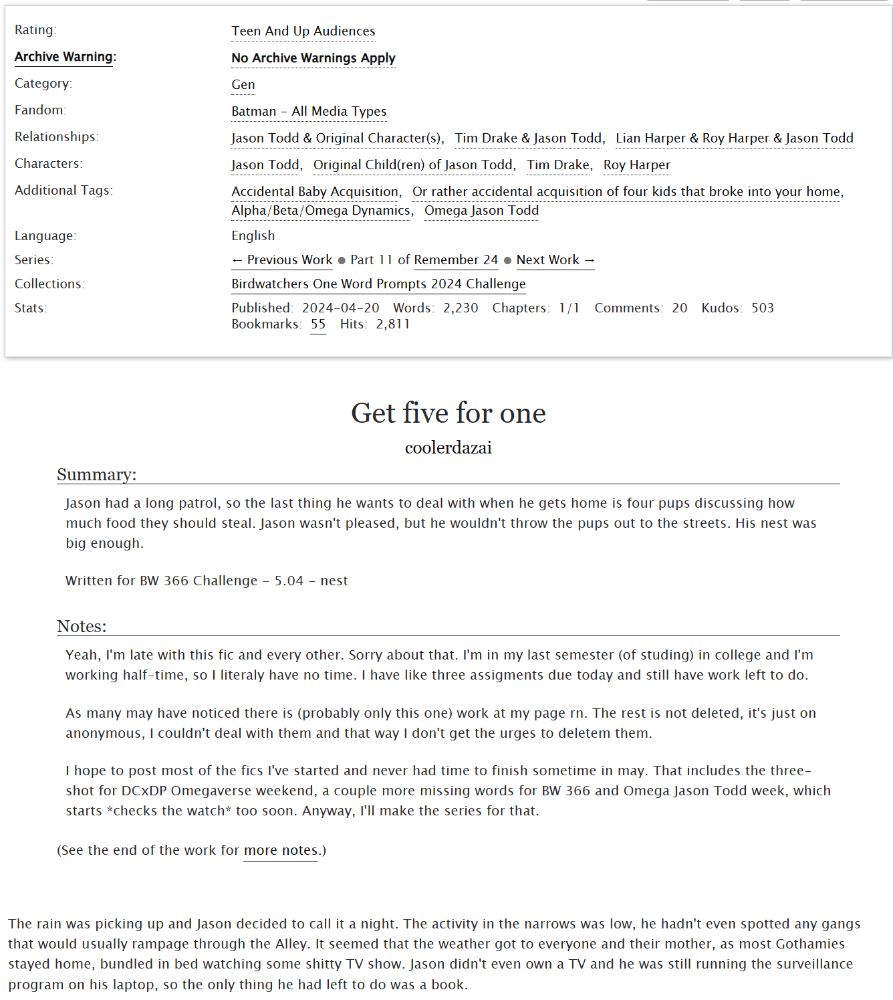 Rating: Teen And Up Audiences
Archive Warning: No Archive Warnings Apply
Category: Gen
Fandom: Batman - All Media Types
Relationships: Jason Todd & Original Character(s), Tim Drake & Jason Todd, Lian Harper & Roy Harper & Jason Todd
Characters: Jason Todd, Original Child(ren) of Jason Todd, Tim Drake, Roy Harper
Additional Tags: Accidental Baby Acquisition, Or rather accidental acquisition of four kids that broke into your home,
Alpha/Beta/Omega Dynamics, Omega Jason Todd
Language: English
Series: ← Previous Work ● Part 11 of Remember 24 ● Next Work →
Collections: Birdwatchers One Word Prompts 2024 Challenge
Stats: Published: 2024-04-20 Words: 2,230 Chapters: 1/1 Comments: 20 Kudos: 503
Bookmarks: 55 Hits: 2,811
Get five for one
coolerdazai
Summary:
Jason had a long patrol, so the last thing he wants to deal with when he gets home is four pups discussing how
much food they should steal. Jason wasn't pleased, but he wouldn't throw the pups out to the streets. His nest was
big enough.
Written for BW 366 Challenge - 5.04 - nest
Notes:
Yeah, I'm late with this fic and every other. Sorry about that. I'm in my last semester (of studing) in college and I'm
working half-time, so I literaly have no time. I have like three assigments due today and still have work left to do.
As many may have noticed there is (probably only this one) work at my page rn. The rest is not deleted, it's just on
anonymous, I couldn't deal with them and that way I don't get the urges to deletem them.
I hope to post most of the fics I've started and never had time to finish sometime in may. That includes the three-
shot for DCxDP Omegaverse weekend, a couple more missing words for BW 366 and Omega Jason Todd week, which
starts *checks the watch* too soon. Anyway, I'll make the series for that.
(See the end of the work for more notes.)
The rain was picking up and Jason decided to call it a night. The activity in the narrows was low, he hadn't even spotted any gangs
that would usually rampage through the Alley. It seemed that the weather got to everyone and their mother, as most Gothamies
stayed home, bundled in bed watching some shitty TV show. Jason didn't even own a TV and he was still running the surveillance
program on his laptop, so the only thing he had left to do was a book.